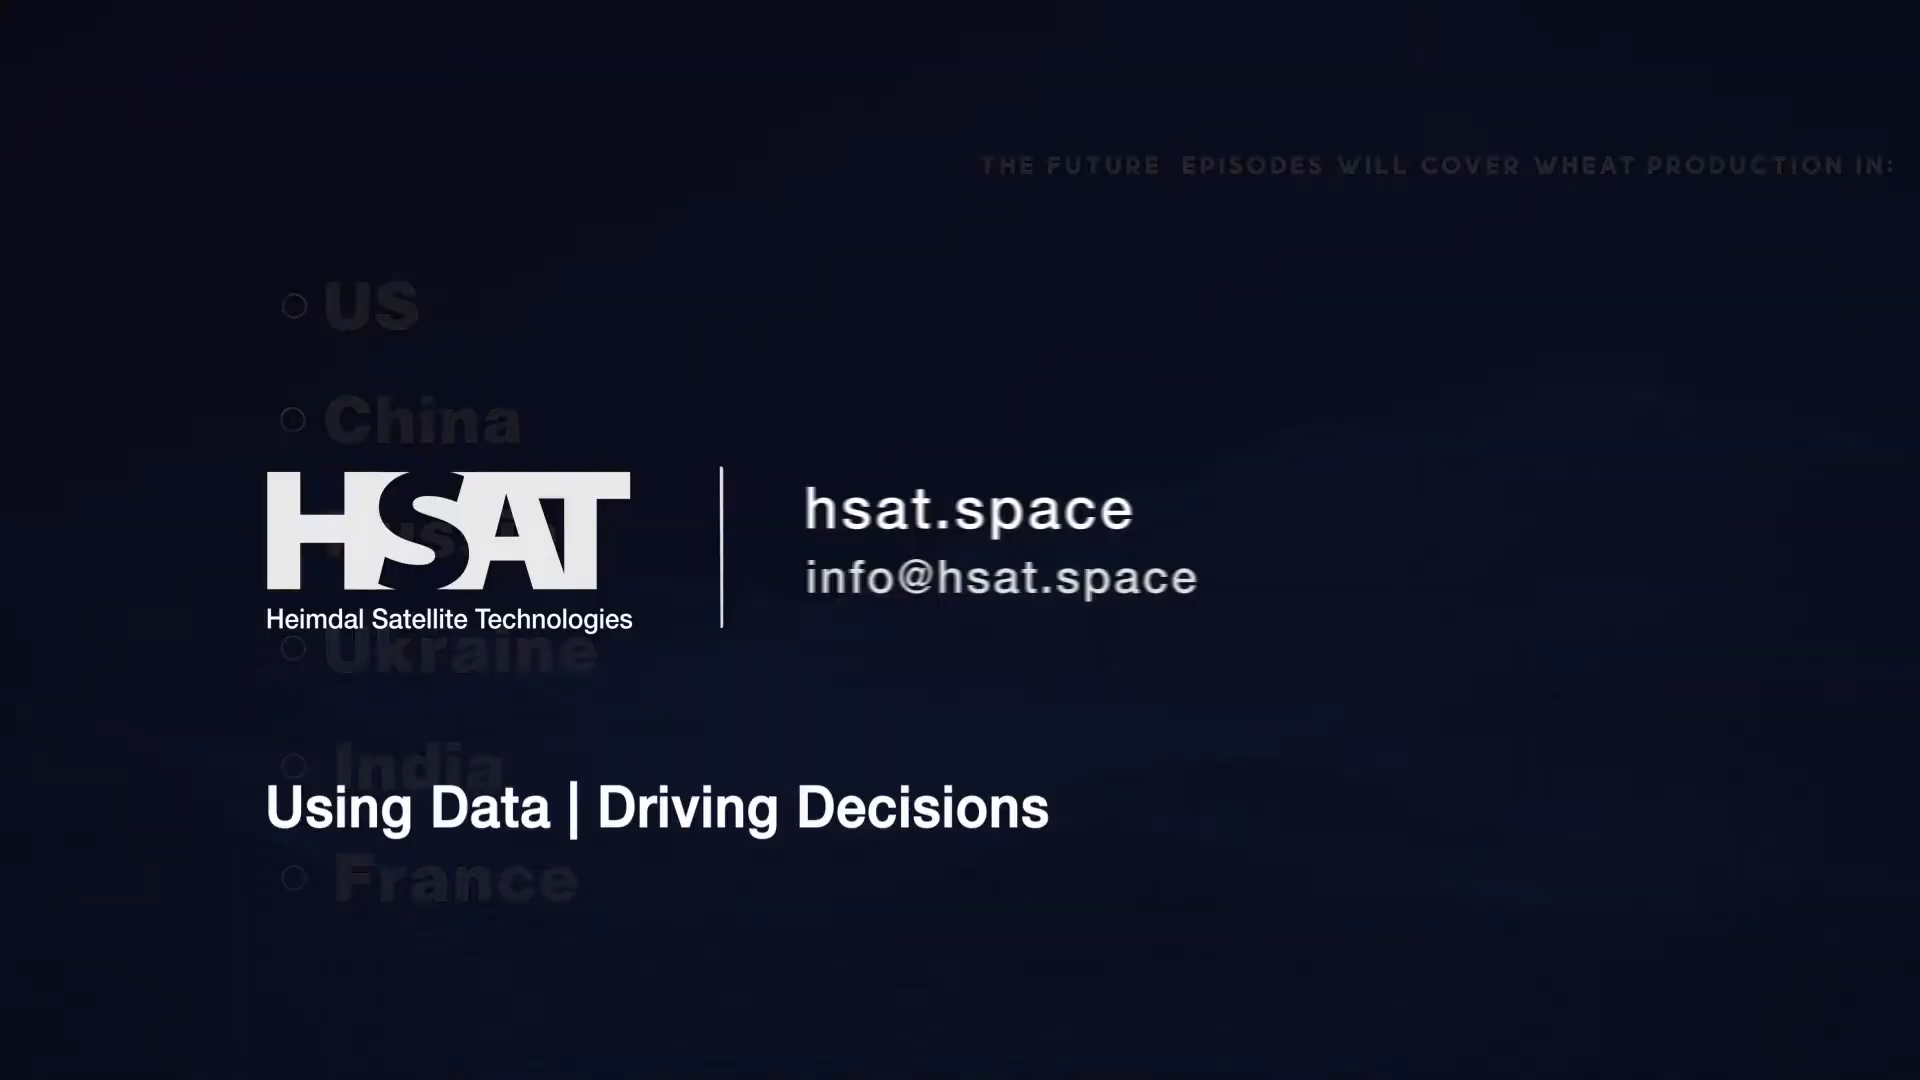 THE FUTURE EPISODES WILL COVER WHEAT PRODUCTION IN:
US
China
HSAT
Heimdal Satellite Technologies
hsat.space
info@hsat.space
Ukraine
India
Using Data | Driving Decisions
France